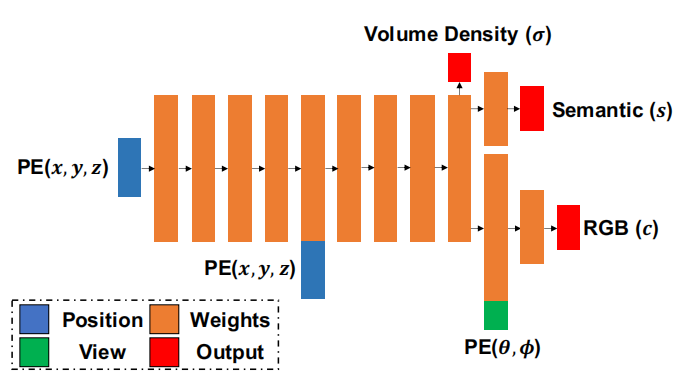 Volume Density (σ)
Semantic (s)
PE(x, y, z)
RGB (c)
PE(x, y, z)
Position Weights
View Output
PE(θ, ϕ)